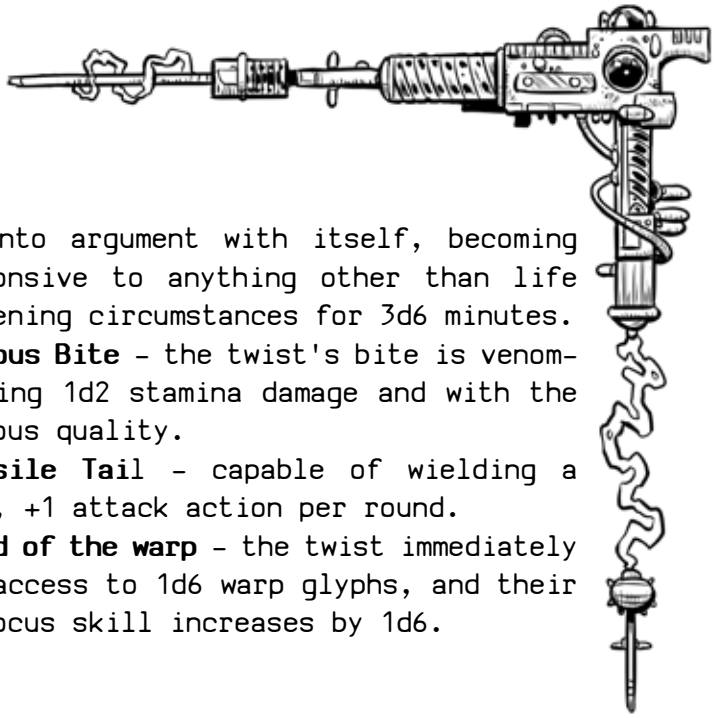 nto argument with itself, becoming
onsive to anything other than life
ening circumstances for 3d6 minutes.
ous Bite – the twist's bite is venom-
ing 1d2 stamina damage and with the
ous quality.
sile Tail – capable of wielding a
, +1 attack action per round.
d of the warp – the twist immediately
access to 1d6 warp glyphs, and their
ocus skill increases by 1d6.